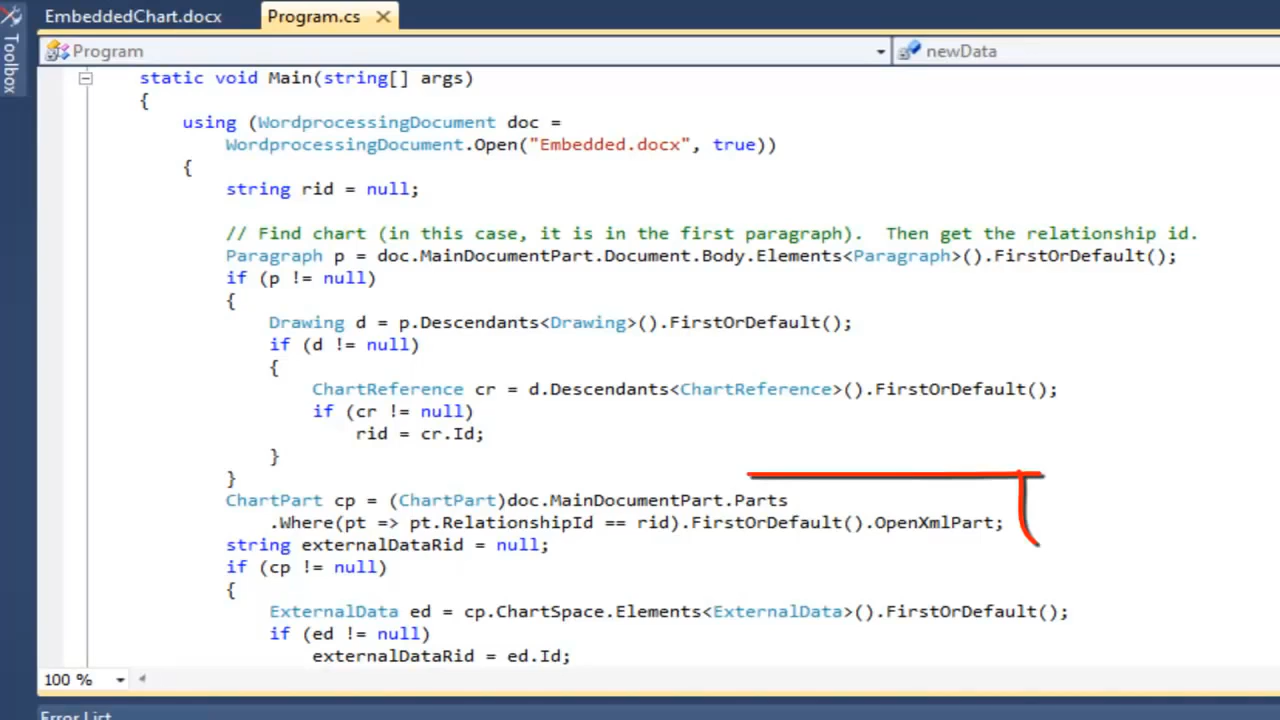 EmbeddedChart.docx Program.cs
Toolbox
Program newData
static void Main(string[] args)
{
using (WordprocessingDocument doc =
WordprocessingDocument.Open("Embedded.docx", true))
{
string rid = null;
// Find chart (in this case, it is in the first paragraph).  Then get the relationship id.
Paragraph p = doc.MainDocumentPart.Document.Body.Elements<Paragraph>().FirstOrDefault();
if (p != null)
{
Drawing d = p.Descendants<Drawing>().FirstOrDefault();
if (d != null)
{
ChartReference cr = d.Descendants<ChartReference>().FirstOrDefault();
if (cr != null)
rid = cr.Id;
}
}
ChartPart cp = (ChartPart)doc.MainDocumentPart.Parts
.Where(pt => pt.RelationshipId == rid).FirstOrDefault().OpenXmlPart;
string externalDataRid = null;
if (cp != null)
{
ExternalData ed = cp.ChartSpace.Elements<ExternalData>().FirstOrDefault();
if (ed != null)
externalDataRid = ed.Id;
100 %
Error List